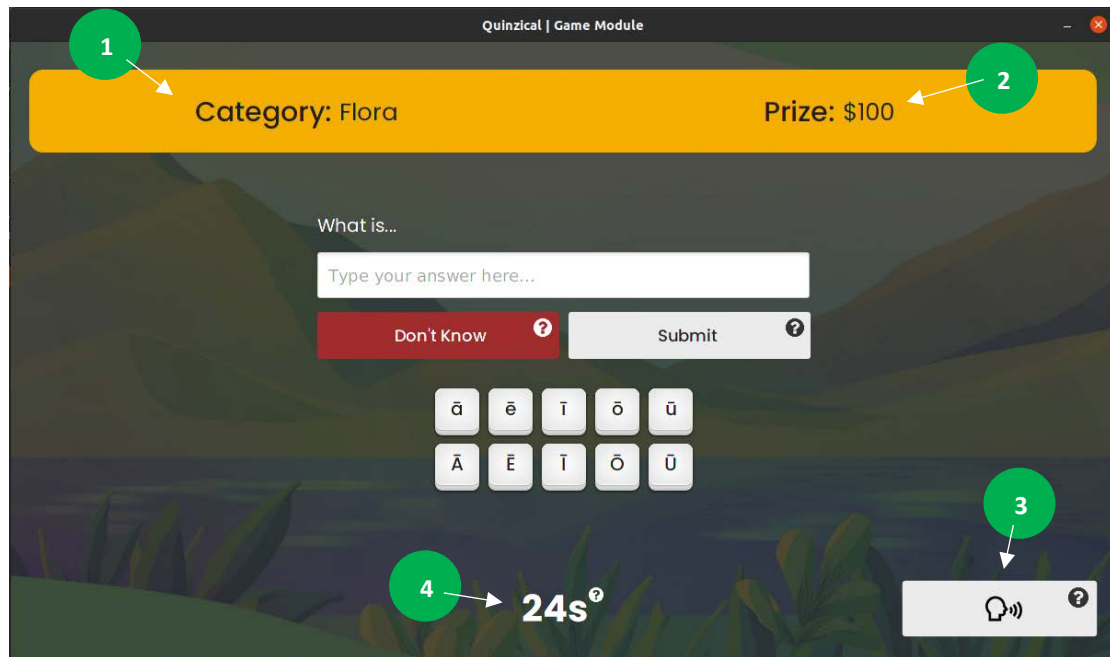 Quinzical | Game Module
1
2
Category: Flora
Prize: $100
What is...
Type your answer here...
Don't Know ?
Submit ?
ā ē ī ō ū
Ā Ē Ī Ō Ū
3
4
24s ?
?